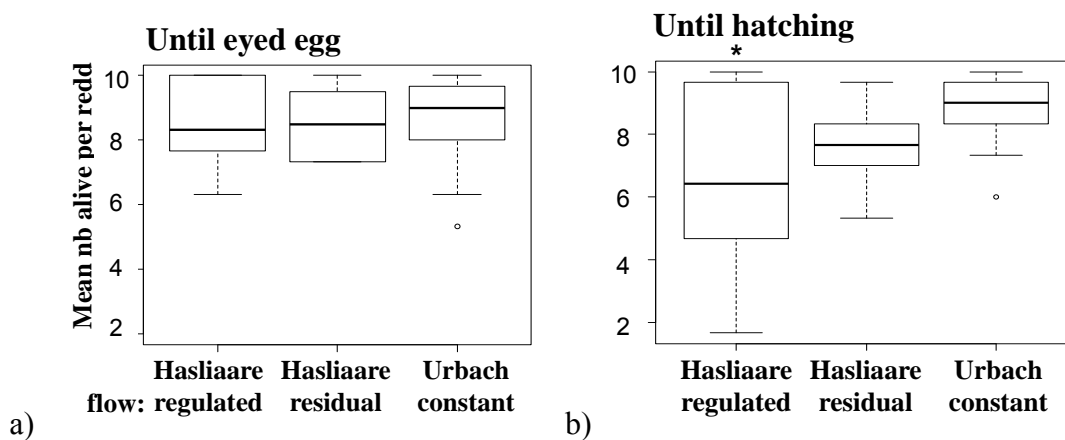 Until eyed egg
Mean nb alive per redd
10
8
6
4
2
Hasliaare Hasliaare Urbach
flow: regulated residual constant
a)
Until hatching
*
10
8
6
4
2
Hasliaare Hasliaare Urbach
regulated residual constant
b)